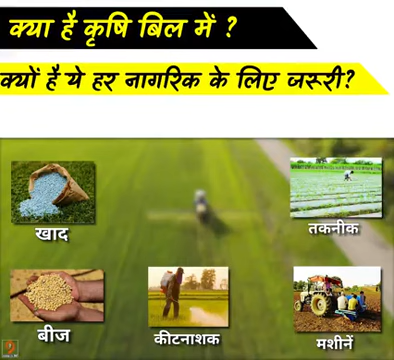 क्या है कृषि बिल में ?
क्यों है ये हर नागरिक के लिए जरूरी?
खाद
तकनीक
बीज
कीटनाशक
मशीनें